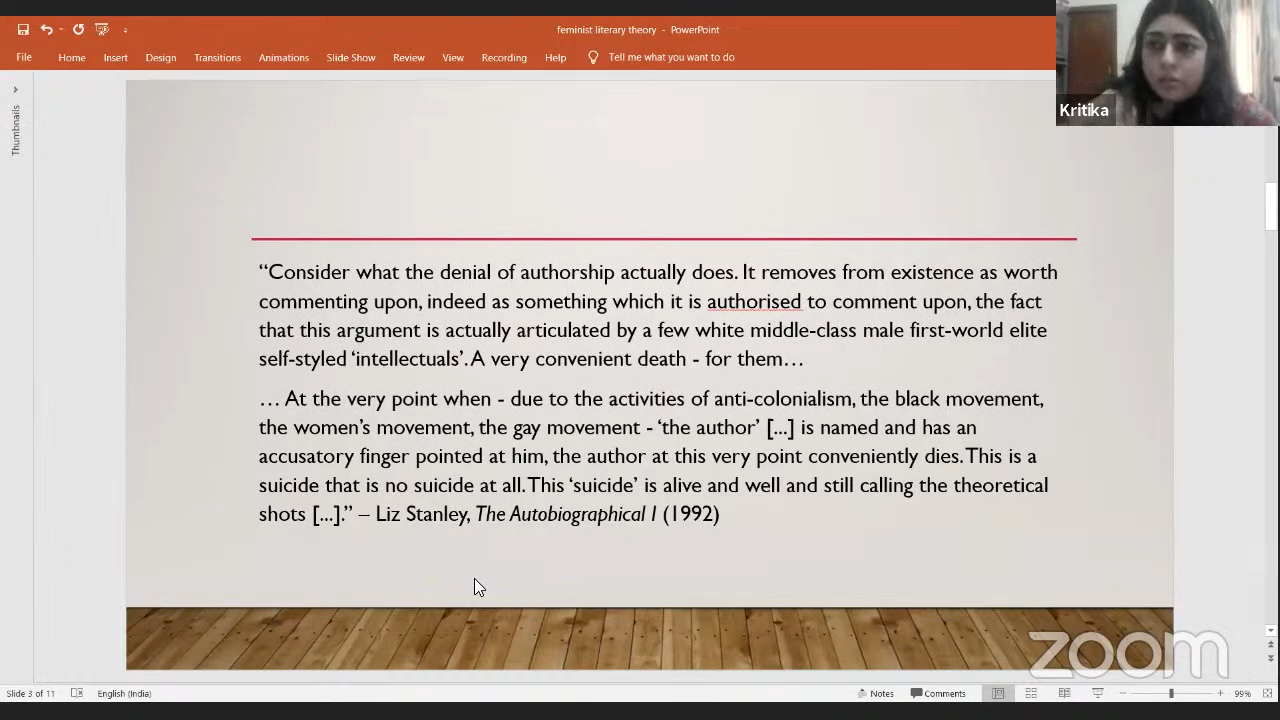 feminist literary theory - PowerPoint
File Home Insert Design Transitions Animations Slide Show Review View Recording Help Tell me what you want to do
Kritika
Thumbnails
“Consider what the denial of authorship actually does. It removes from existence as worth
commenting upon, indeed as something which it is authorised to comment upon, the fact
that this argument is actually articulated by a few white middle-class male first-world elite
self-styled ‘intellectuals’. A very convenient death - for them…
… At the very point when - due to the activities of anti-colonialism, the black movement,
the women’s movement, the gay movement - ‘the author’ [...] is named and has an
accusatory finger pointed at him, the author at this very point conveniently dies. This is a
suicide that is no suicide at all. This ‘suicide’ is alive and well and still calling the theoretical
shots [...].” – Liz Stanley, The Autobiographical I (1992)
zoom
Slide 3 of 11 English (India) Notes Comments 99%